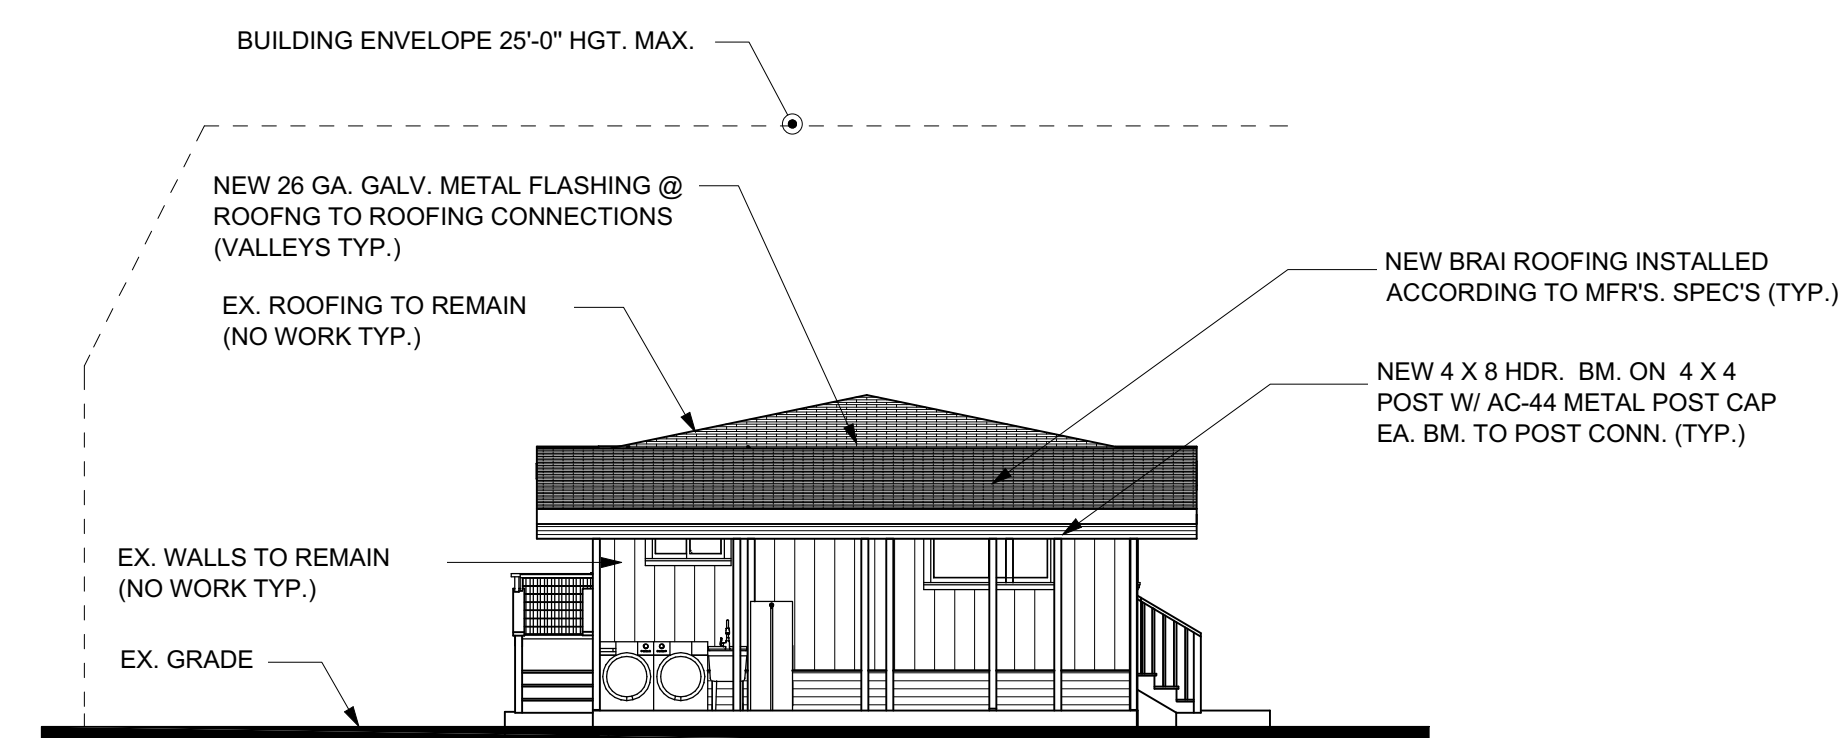 BUILDING ENVELOPE 25'-0" HGT. MAX.
NEW 26 GA. GALV. METAL FLASHING @
ROOFNG TO ROOFING CONNECTIONS
(VALLEYS TYP.)
EX. ROOFING TO REMAIN
(NO WORK TYP.)
NEW BRAI ROOFING INSTALLED
ACCORDING TO MFR'S. SPEC'S (TYP.)
NEW 4 X 8 HDR. BM. ON 4 X 4
POST W/ AC-44 METAL POST CAP
EA. BM. TO POST CONN. (TYP.)
EX. WALLS TO REMAIN
(NO WORK TYP.)
EX. GRADE